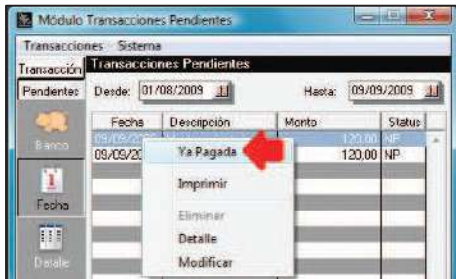 Módulo Transacciones Pendientes
Transacciones Sistema
Transacción Transacciones Pendientes
Pendientes Desde: 01/08/2009 Hasta: 09/09/2009
Fecha Descripción Monto Status
Banco 120,00 NP
09/09/20 120,00 NP
Ya Pagada
Imprimir
Fecha
Eliminar
Detalle
Detalle
Modificar